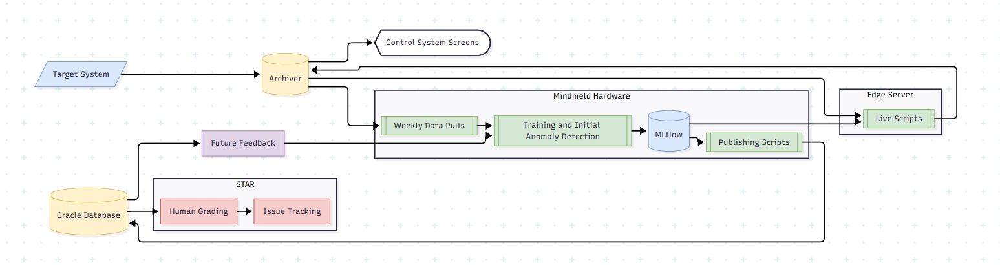 Control System Screens
Target System
Archiver
Mindmeld Hardware
Edge Server
Weekly Data Pulls
Training and Initial
Anomaly Detection
MLflow
Publishing Scripts
Live Scripts
Future Feedback
STAR
Oracle Database
Human Grading
Issue Tracking